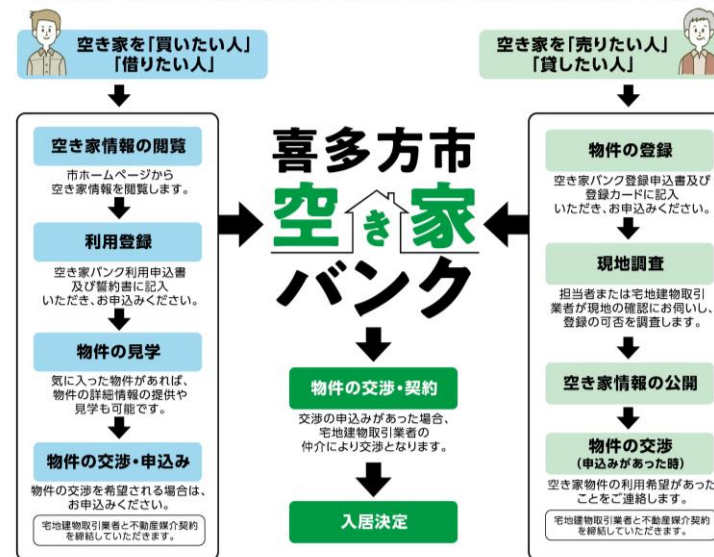 空き家を「買いたい人」
「借りたい人」
空き家情報の閲覧
市ホームページから
空き家情報を閲覧します。
利用登録
空き家バンク利用申込書
及び誓約書に記入
いただき、お申込みください。
物件の見学
気に入った物件があれば、
物件の詳細情報の提供や
見学も可能です。
物件の交渉・申込み
物件の交渉を希望される場合は、
お申込みください。
宅地建物取引業者と不動産媒介契約
を締結していただきます。
喜多方市
空き家
バンク
物件の交渉・契約
交渉の申込みがあった場合、
宅地建物取引業者の
仲介により交渉となります。
入居決定
空き家を「売りたい人」
「貸したい人」
物件の登録
空き家バンク登録申込書及び
登録カードに記入
いただき、お申込みください。
現地調査
担当者または宅地建物取引
業者が現地の確認にお伺いし、
登録の可否を調査します。
空き家情報の公開
物件の交渉
(申込みがあった時)
空き家物件の利用希望があった
ことをご連絡します。
宅地建物取引業者と不動産媒介契約
を締結していただきます。